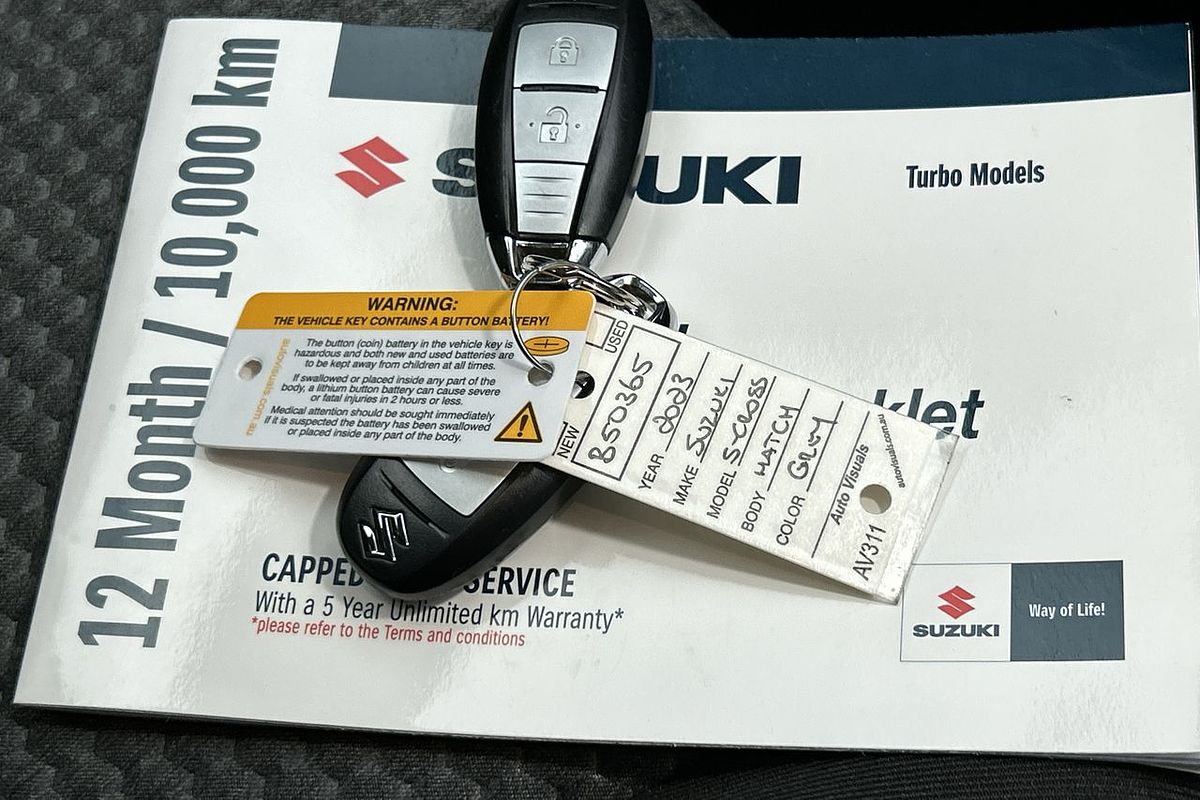 12 Month / 10,000 km
SUZUKI
Turbo Models
WARNING:
THE VEHICLE KEY CONTAINS A BUTTON BATTERY!
The button (coin) battery in the vehicle key is
hazardous and both new and used batteries are
to be kept away from children at all times.
If swallowed or placed inside any part of the
body, a lithium button battery can cause severe
or fatal injuries in 2 hours or less.
Medical attention should be sought immediately
if it is suspected the battery has been swallowed
or placed inside any part of the body.
autovisuals.com.au
NEW
USED
850365
YEAR 2023
MAKE SUZUKI
MODEL S-CROSS
BODY HATCH
COLOR GREY
Auto Visuals
autovisuals.com.au
AV311
klet
CAPPED SERVICE
With a 5 Year Unlimited km Warranty*
*please refer to the Terms and conditions
SUZUKI
Way of Life!